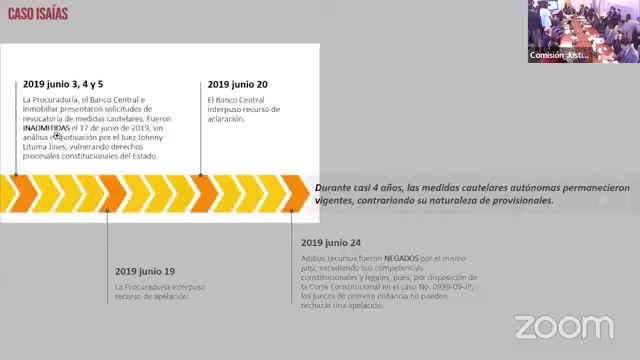 CASO ISAÍAS
Comisión Justi...
2019 junio 3, 4 y 5
La Procuraduría, el Banco Central e
Inmobiliar presentaron solicitudes de
revocatoria de medidas cautelares. Fueron
INADMITIDAS el 17 de junio de 2019, sin
análisis ni motivación por el Juez Johnny
Lituma Jines, vulnerando derechos
procesales constitucionales del Estado.
2019 junio 20
El Banco Central
interpuso recurso de
aclaración.
Durante casi 4 años, las medidas cautelares autónomas permanecieron
vigentes, contrariando su naturaleza de provisionales.
2019 junio 19
La Procuraduría interpuso
recurso de apelación.
2019 junio 24
Ambos recursos fueron NEGADOS por el mismo
juez, excediendo sus competencias
constitucionales y legales, pues, por disposición de
la Corte Constitucional en el caso No. 0999-09-JP,
los jueces de primera instancia no pueden
rechazar una apelación.
zoom